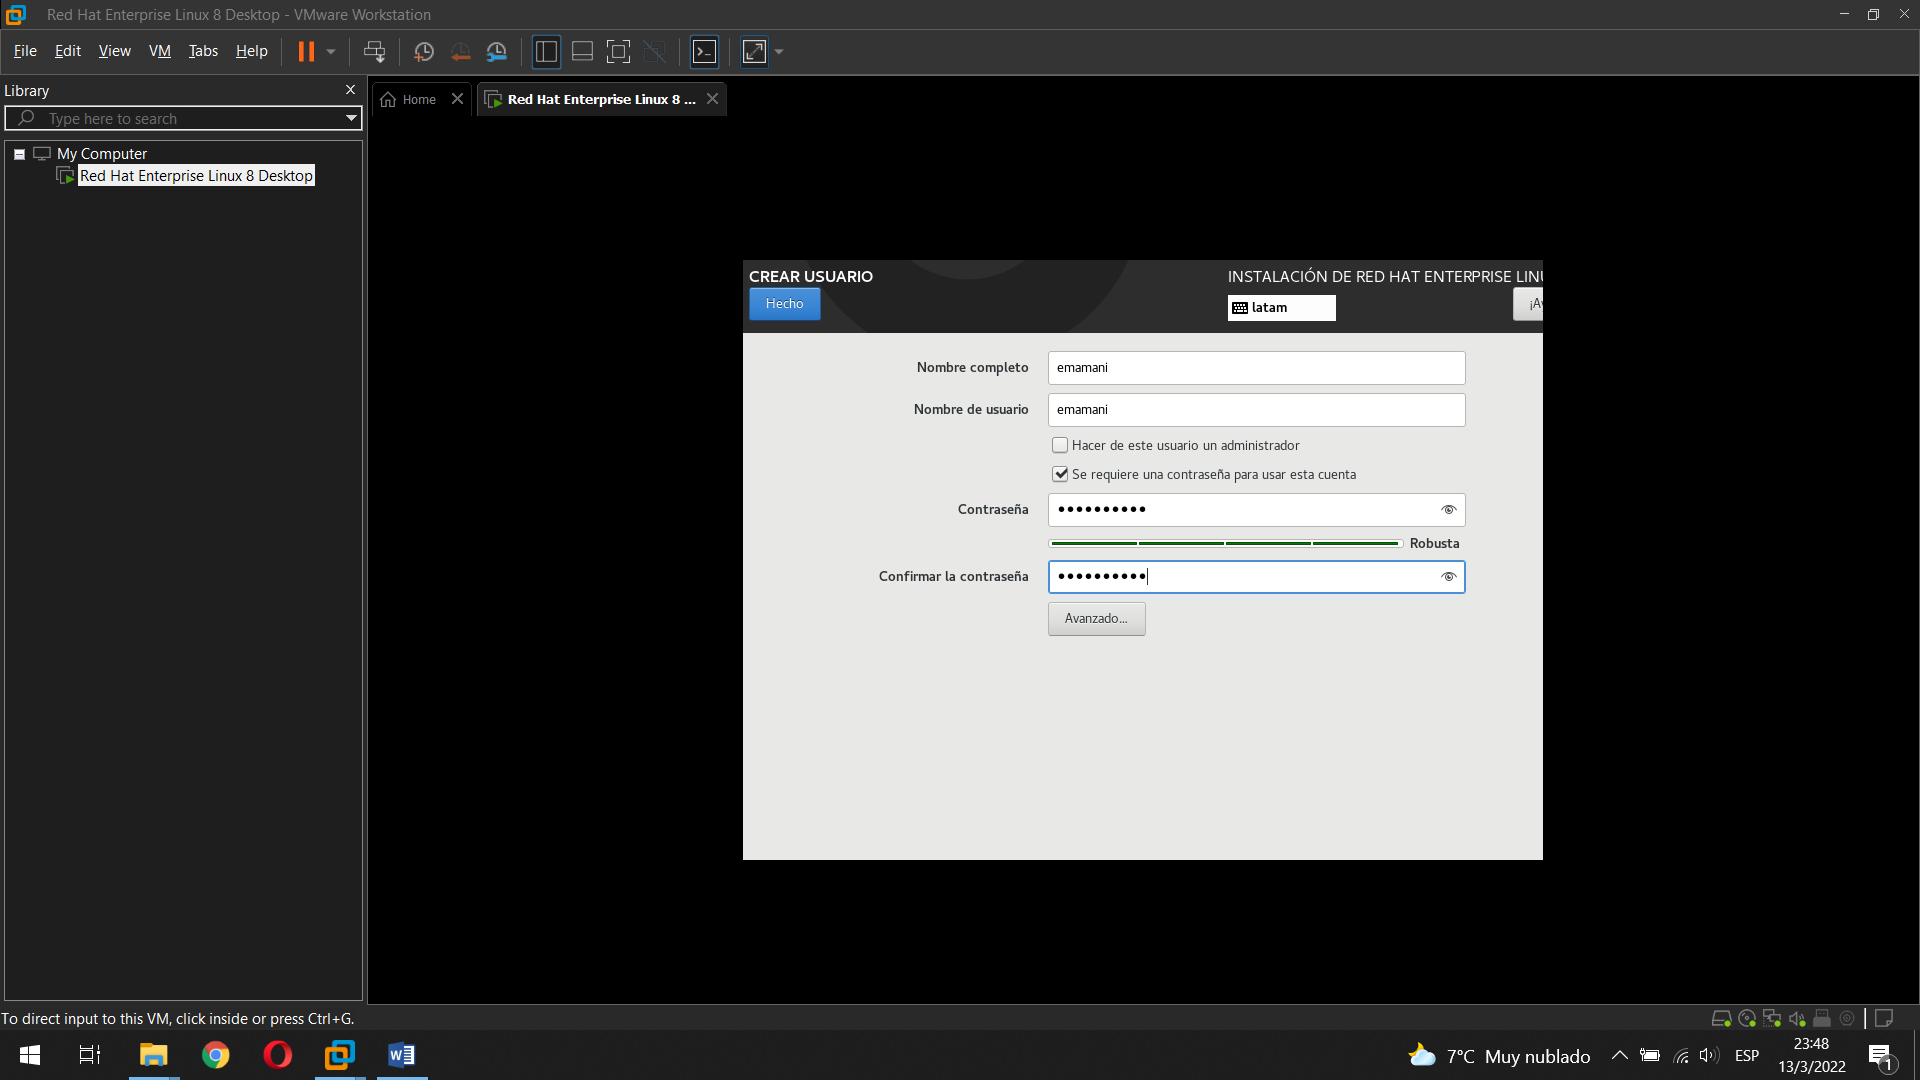 Red Hat Enterprise Linux 8 Desktop - VMware Workstation
File Edit View VM Tabs Help
Library
Type here to search
My Computer
Red Hat Enterprise Linux 8 Desktop
Home
Red Hat Enterprise Linux 8 ...
CREAR USUARIO
INSTALACIÓN DE RED HAT ENTERPRISE LINU
Hecho
latam
¡Ay
Nombre completo
emamani
Nombre de usuario
emamani
Hacer de este usuario un administrador
Se requiere una contraseña para usar esta cuenta
Contraseña
Robusta
Confirmar la contraseña
Avanzado...
To direct input to this VM, click inside or press Ctrl+G.
7°C Muy nublado
ESP
23:48
13/3/2022
1